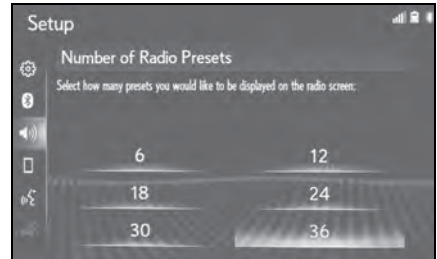 Setup
Number of Radio Presets
Select how many presets you would like to be displayed on the radio screen:
6 12
18 24
30 36